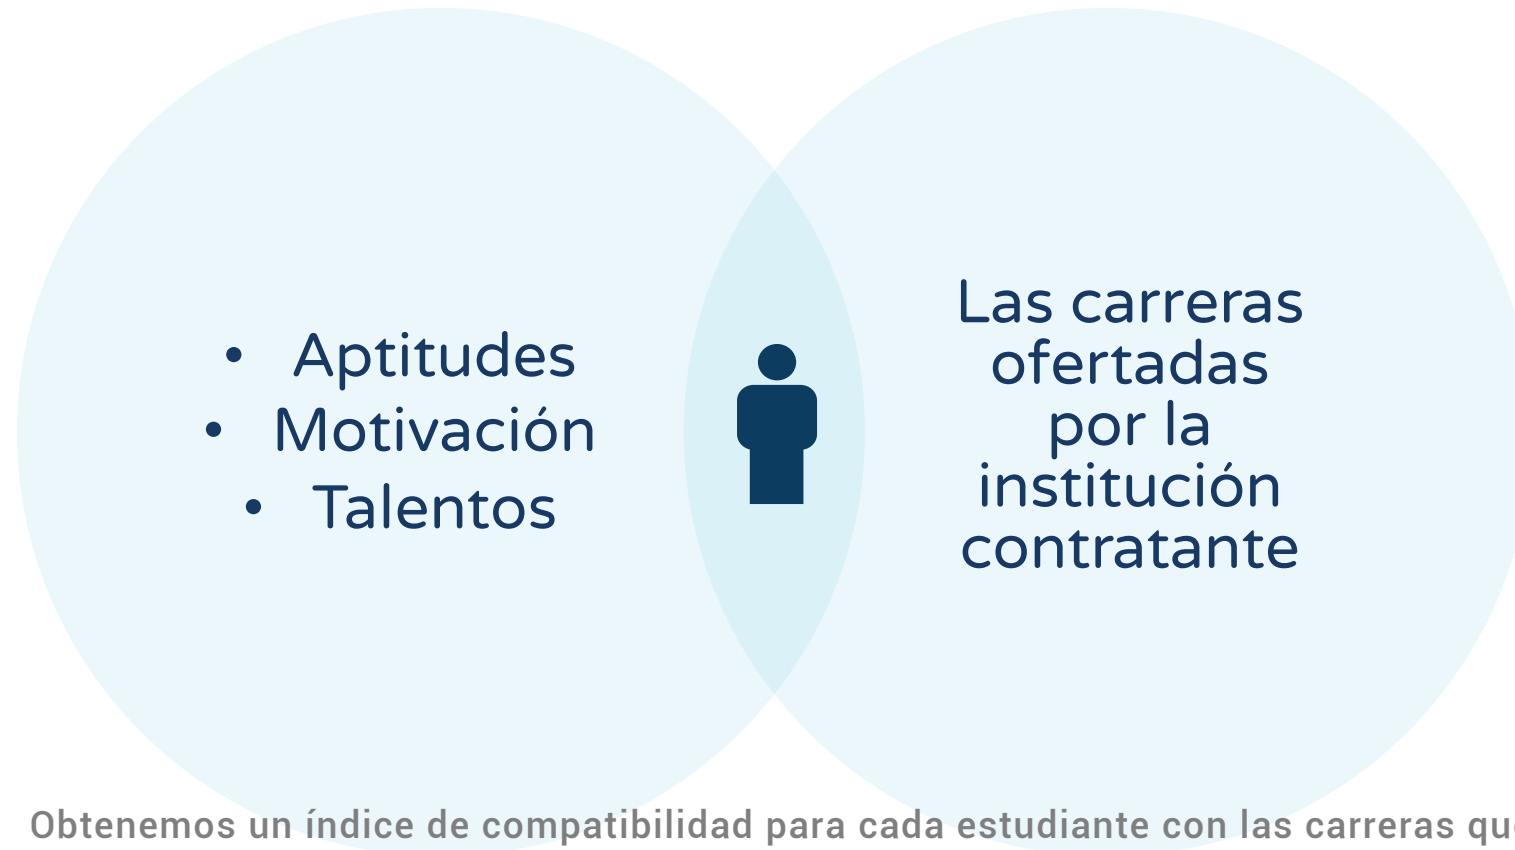 • Aptitudes
• Motivación
• Talentos
Las carreras
ofertadas
por la
institución
contratante
Obtenemos un índice de compatibilidad para cada estudiante con las carreras